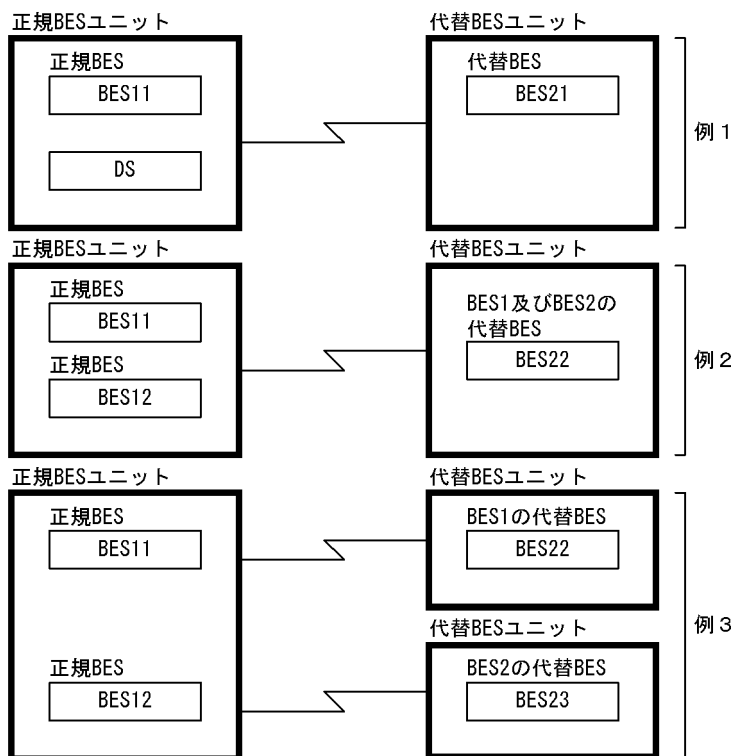 正規BESユニット
代替BESユニット
正規BES
BES11
DS
代替BES
BES21
例1
正規BESユニット
代替BESユニット
正規BES
BES11
正規BES
BES12
BES1及びBES2の
代替BES
BES22
例2
正規BESユニット
代替BESユニット
正規BES
BES11
BES1の代替BES
BES22
代替BESユニット
正規BES
BES12
BES2の代替BES
BES23
例3